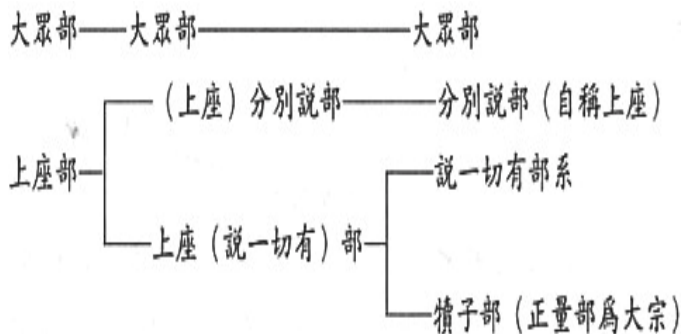 大眾部 大眾部 大眾部
(上座)分別說部 分別說部(自稱上座)
上座部
說一切有部系
上座(說一切有)部
犢子部(正量部爲大宗)